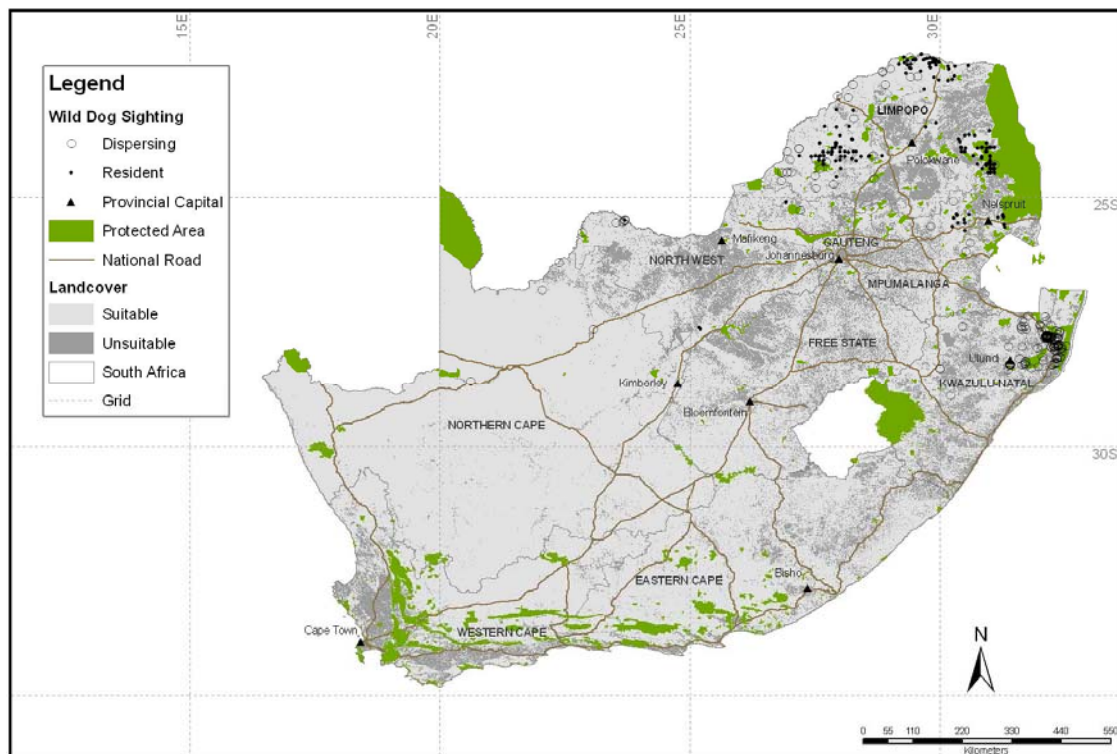 15E
20E
25E
30E
Legend
Wild Dog Sighting
Dispersing
Resident
Provincial Capital
Protected Area
National Road
Landcover
Suitable
Unsuitable
South Africa
Grid
LIMPOPO
Polokwane
25S
Nelspruit
Mafikeng
GAUTENG
NORTH WEST
Johannesburg
MPUMALANGA
FREE STATE
Ulundi
Kimberley
KWAZULU-NATAL
Bloemfontein
NORTHERN CAPE
30S
EASTERN CAPE
Bisho
Cape Town
WESTERN CAPE
N
0 55 110 220 330 440 550
Kilometers